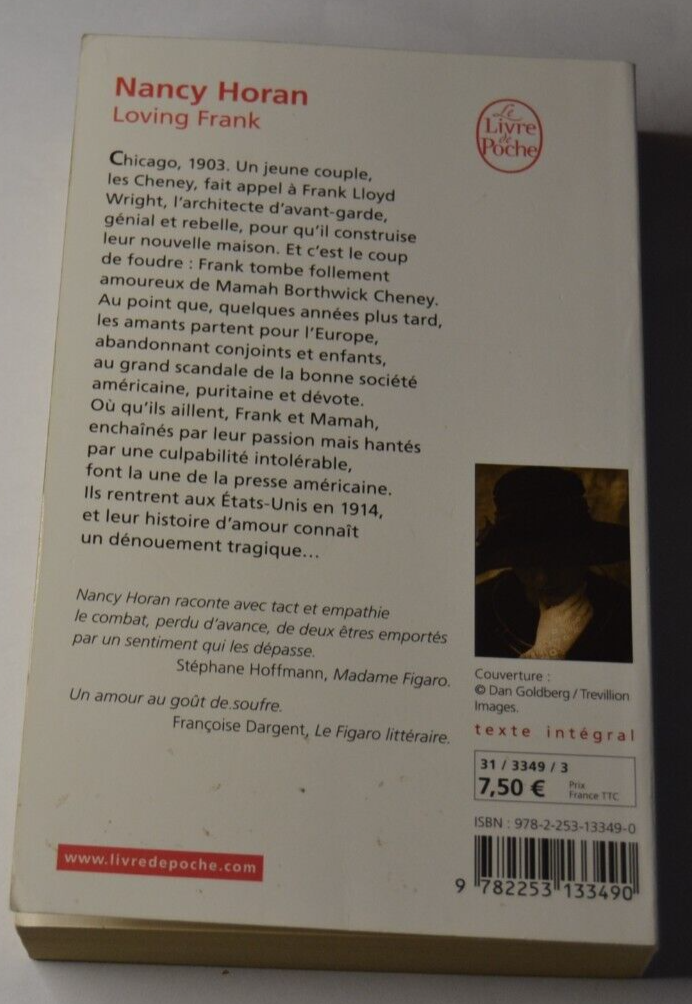 Nancy Horan
Loving Frank
Le
Livre
de
Poche
Chicago, 1903. Un jeune couple,
les Cheney, fait appel à Frank Lloyd
Wright, l'architecte d'avant-garde,
génial et rebelle, pour qu'il construise
leur nouvelle maison. Et c'est le coup
de foudre : Frank tombe follement
amoureux de Mamah Borthwick Cheney.
Au point que, quelques années plus tard,
les amants partent pour l'Europe,
abandonnant conjoints et enfants,
au grand scandale de la bonne société
américaine, puritaine et dévote.
Où qu'ils aillent, Frank et Mamah,
enchaînés par leur passion mais hantés
par une culpabilité intolérable,
font la une de la presse américaine.
Ils rentrent aux États-Unis en 1914,
et leur histoire d'amour connaît
un dénouement tragique...
Nancy Horan raconte avec tact et empathie
le combat, perdu d'avance, de deux êtres emportés
par un sentiment qui les dépasse.
Stéphane Hoffmann, Madame Figaro.
Un amour au goût de soufre.
Françoise Dargent, Le Figaro littéraire.
www.livredepoche.com
Couverture :
© Dan Goldberg / Trevillion
Images.
texte intégral
31 / 3349 / 3
7,50 €
Prix
France TTC
ISBN : 978-2-253-13349-0
9 782253 133490